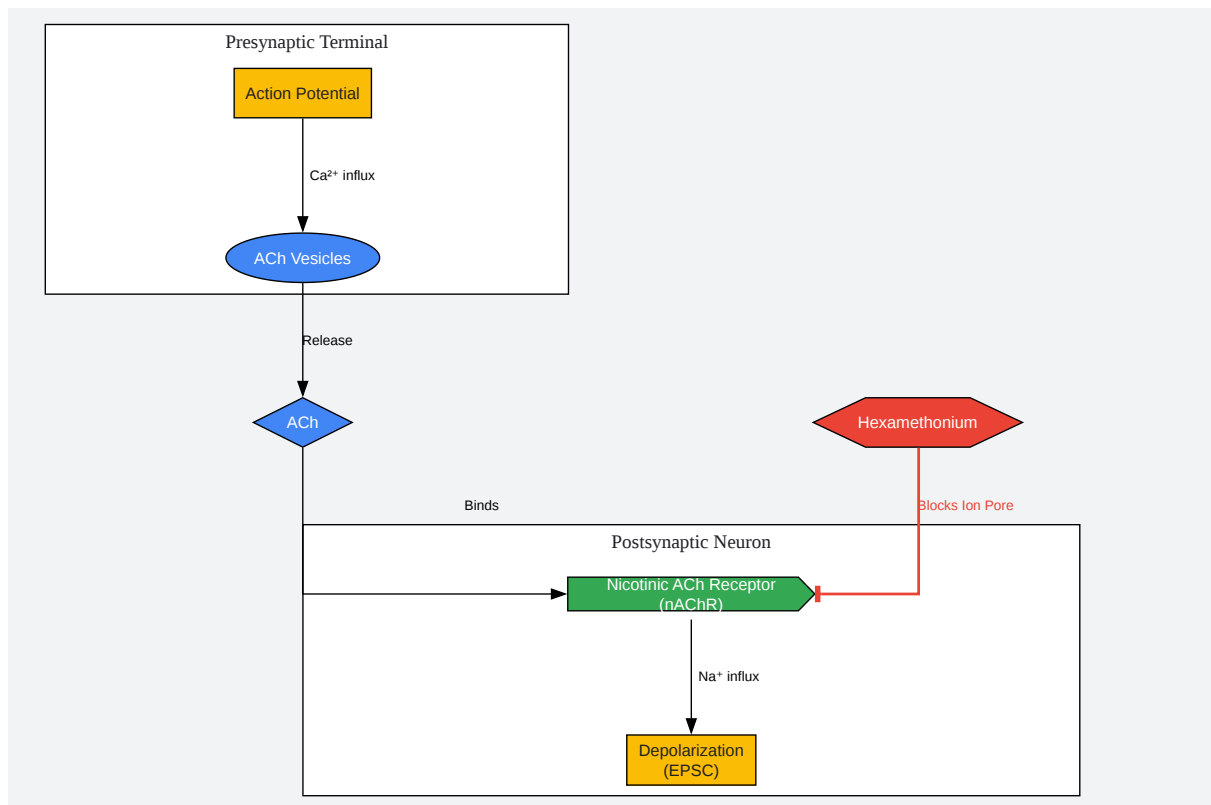 Presynaptic Terminal
Action Potential
Ca²⁺ influx
ACh Vesicles
Release
ACh
Hexamethonium
Binds
Blocks Ion Pore
Postsynaptic Neuron
Nicotinic ACh Receptor
(nAChR)
Na⁺ influx
Depolarization
(EPSC)